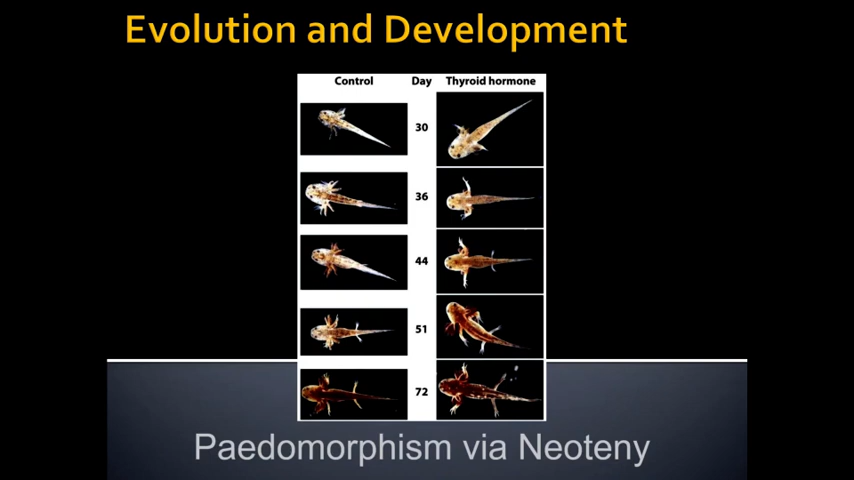 Evolution and Development
Control Day Thyroid hormone
30
36
44
51
72
Paedomorphism via Neoteny